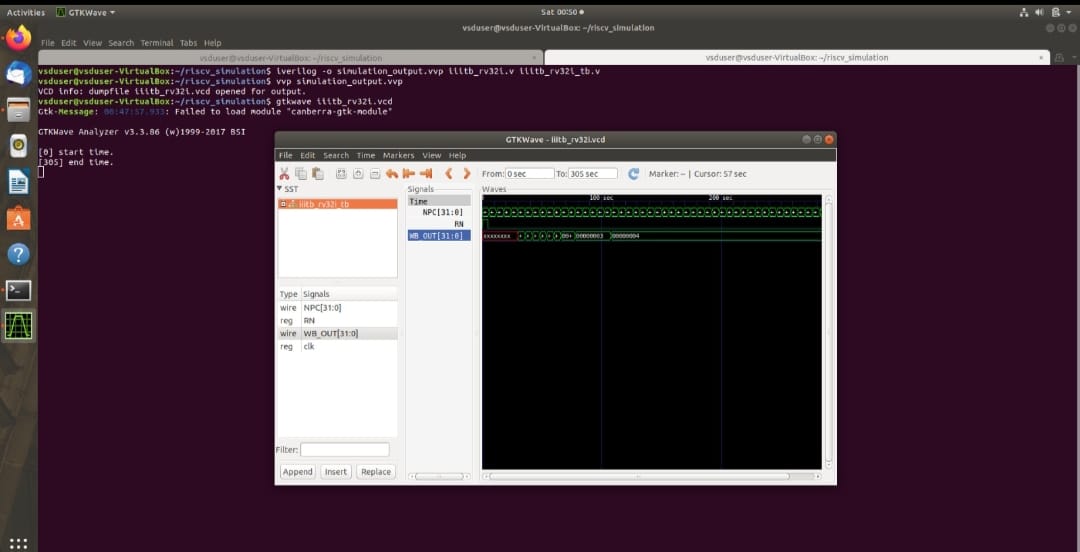 Activities GTKWave Sat 00:50
vsduser@vsduser-VirtualBox: ~/riscv_simulation
File Edit View Search Terminal Tabs Help
vsduser@vsduser-VirtualBox: ~/riscv_simulation vsduser@vsduser-VirtualBox: ~/riscv_simulation
vsduser@vsduser-VirtualBox:~/riscv_simulation$ iverilog -o simulation_output.vvp iiitb_rv32i.v iiitb_rv32i_tb.v
vsduser@vsduser-VirtualBox:~/riscv_simulation$ vvp simulation_output.vvp
VCD info: dumpfile iiitb_rv32i.vcd opened for output.
vsduser@vsduser-VirtualBox:~/riscv_simulation$ gtkwave iiitb_rv32i.vcd
Gtk-Message: 00:47:57.933: Failed to load module "canberra-gtk-module"
GTKWave Analyzer v3.3.86 (w)1999-2017 BSI
[0] start time.
[305] end time.
GTKWave - iiitb_rv32i.vcd
File Edit Search Time Markers View Help
From: 0 sec To: 305 sec Marker: -- | Cursor: 57 sec
SST
iiitb_rv32i_tb
Type Signals
wire NPC[31:0]
reg RN
wire WB_OUT[31:0]
reg clk
Filter:
Append Insert Replace
Signals
Time
NPC[31:0]
RN
WB_OUT[31:0]
Waves
100 sec 200 sec
xxxxxxxx + + + + + 00+ 00000003 00000004